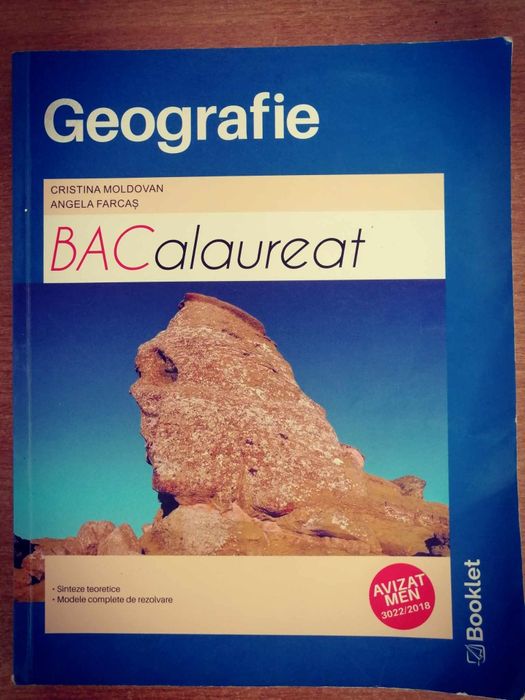 Geografie
CRISTINA MOLDOVAN
ANGELA FARCAȘ
BACalaureat
• Sinteze teoretice
• Modele complete de rezolvare
AVIZAT
MEN
3022/2018
Booklet